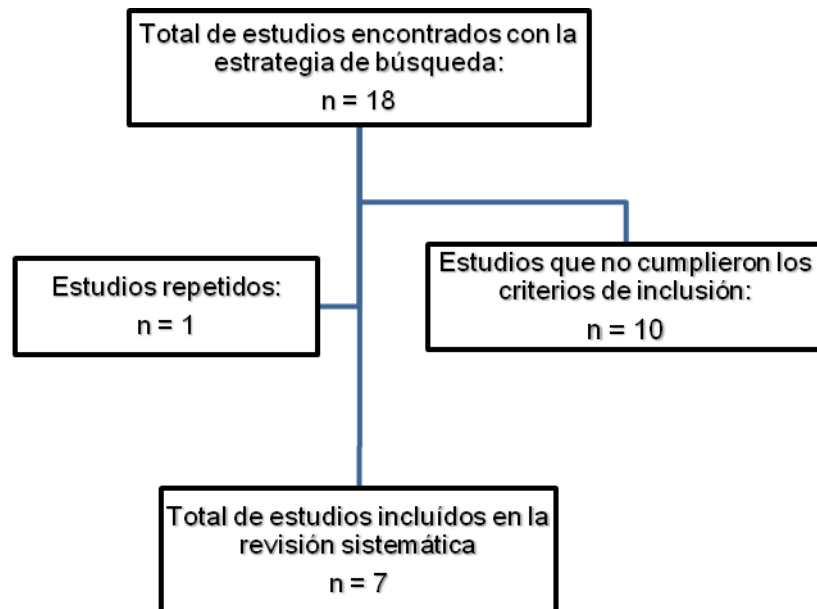 Total de estudios encontrados con la
estrategia de búsqueda:
n = 18
Estudios repetidos:
n = 1
Estudios que no cumplieron los
criterios de inclusión:
n = 10
Total de estudios incluídos en la
revisión sistemática
n = 7